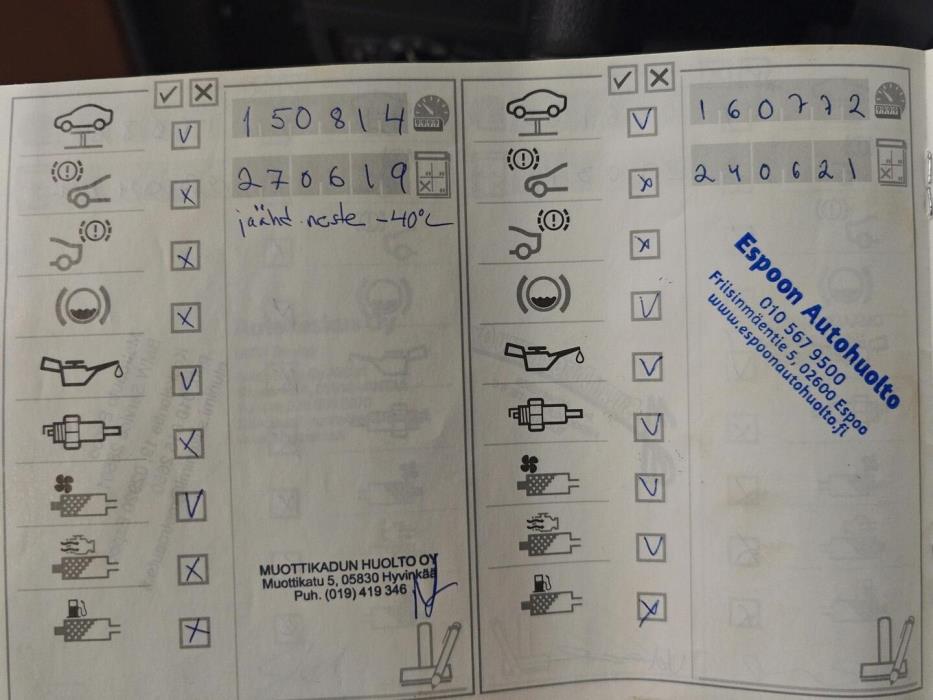 150814
270619
jäähd. neste -40°C
MUOTTIKADUN HUOLTO OY
Muottikatu 5, 05830 Hyvinkää
Puh. (019) 419 346
160772
240621
Espoon Autohuolto
010 567 9500
Friisinmäentie 5, 02600 Espoo
www.espoonautohuolto.fi